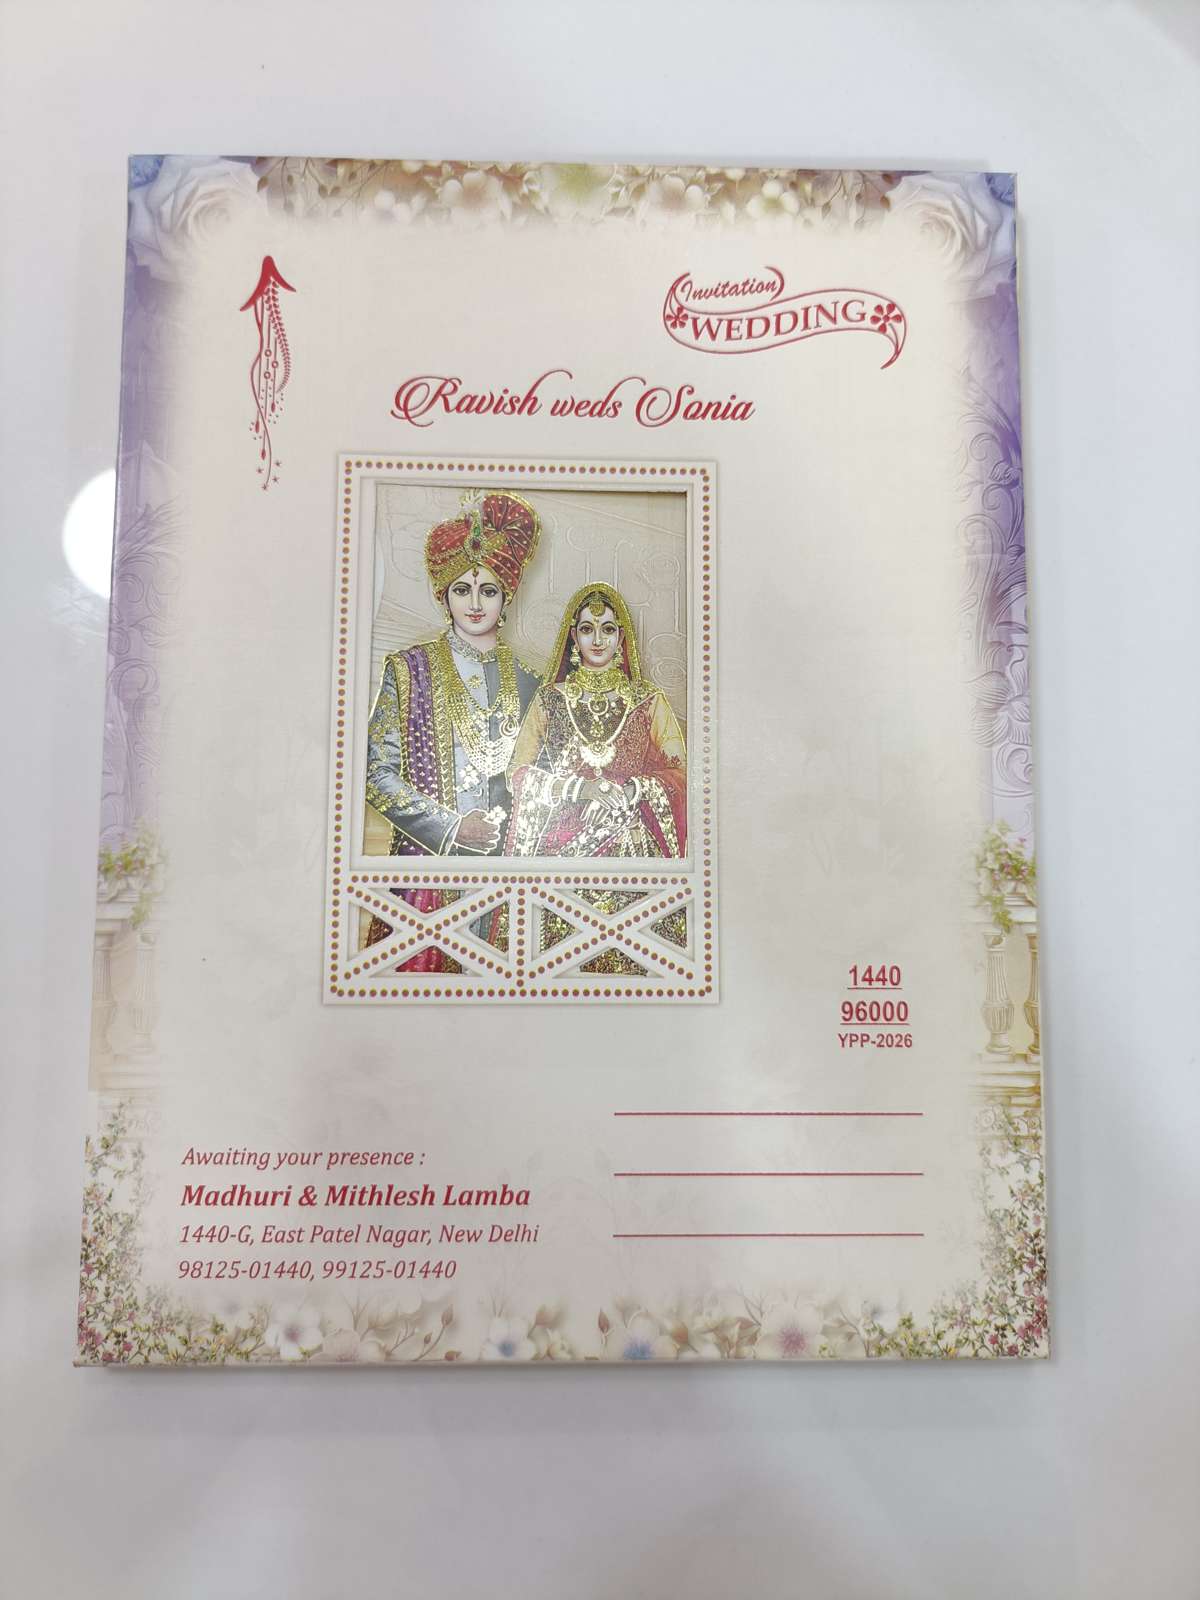 Invitation
WEDDING
Ravish weds Sonia
1440
96000
YPP-2026
Awaiting your presence :
Madhuri & Mithlesh Lamba
1440-G, East Patel Nagar, New Delhi
98125-01440, 99125-01440